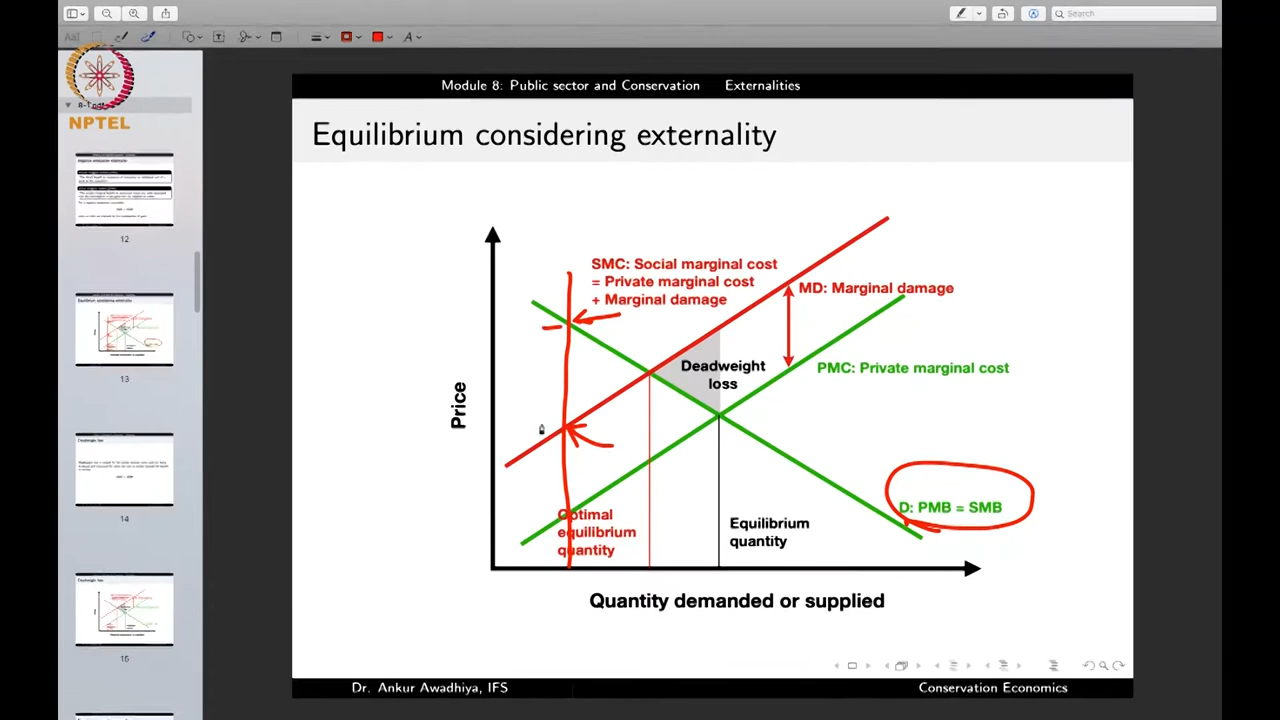 Search
NPTEL
12
13
14
Module 8: Public sector and Conservation Externalities
Equilibrium considering externality
SMC: Social marginal cost
= Private marginal cost
+ Marginal damage
MD: Marginal damage
Deadweight
loss
PMC: Private marginal cost
Price
D: PMB = SMB
Optimal
equilibrium
quantity
Equilibrium
quantity
Quantity demanded or supplied
Dr. Ankur Awadhiya, IFS
Conservation Economics